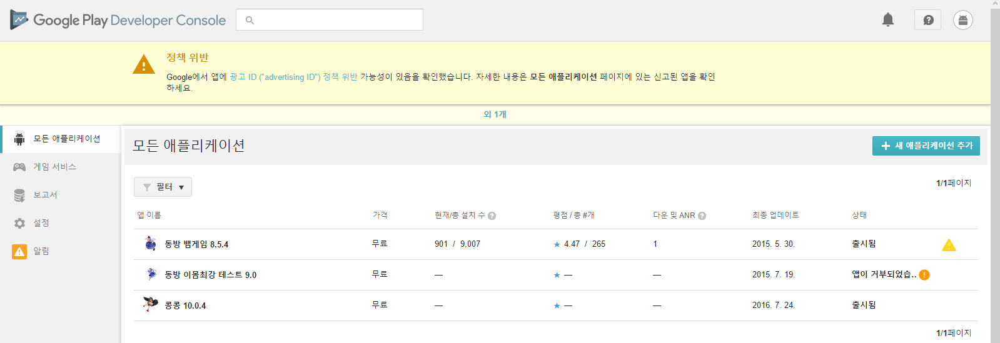 Google Play Developer Console
정책 위반
Google에서 앱에 광고 ID ("advertising ID") 정책 위반 가능성이 있음을 확인했습니다. 자세한 내용은 모든 애플리케이션 페이지에 있는 신고된 앱을 확인
하세요.
외 1개
모든 애플리케이션
게임 서비스
보고서
설정
알림
모든 애플리케이션
+ 새 애플리케이션 추가
필터
1/1페이지
앱 이름 가격 현재/총 설치 수 평점 / 총 #개 다운 및 ANR 최종 업데이트 상태
동방 뱀게임 8.5.4 무료 901 / 9,007 ★ 4.47 / 265 1 2015. 5. 30. 출시됨
동방 이몸최강 테스트 9.0 무료 — ★ — — 2015. 7. 19. 앱이 거부되었습..
콩콩 10.0.4 무료 — ★ — — 2016. 7. 24. 출시됨
1/1페이지